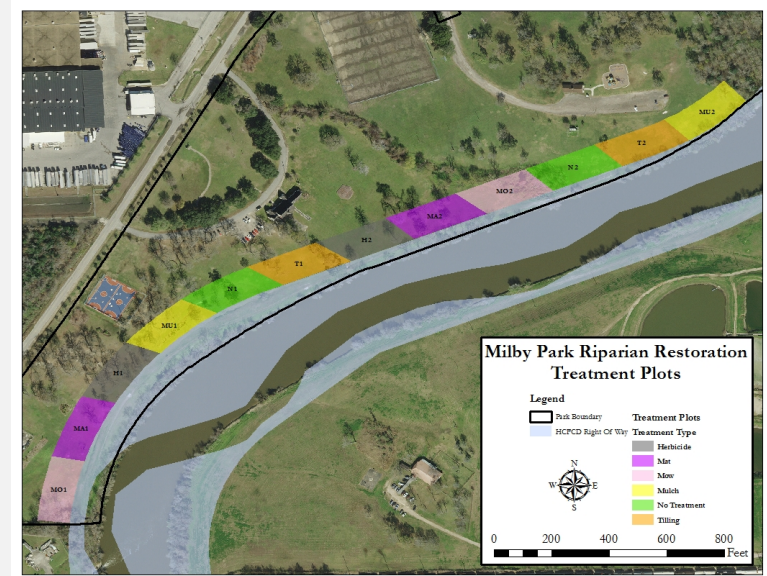 MU2
T2
N2
MO2
MA2
H2
T1
N1
MU1
H1
MA1
MO1
Milby Park Riparian Restoration
Treatment Plots
Legend
Park Boundary
HCFCD Right Of Way
Treatment Plots
Treatment Type
Herbicide
Mat
Mow
Mulch
No Treatment
Tilling
N
W E
S
0 200 400 600 800
Feet